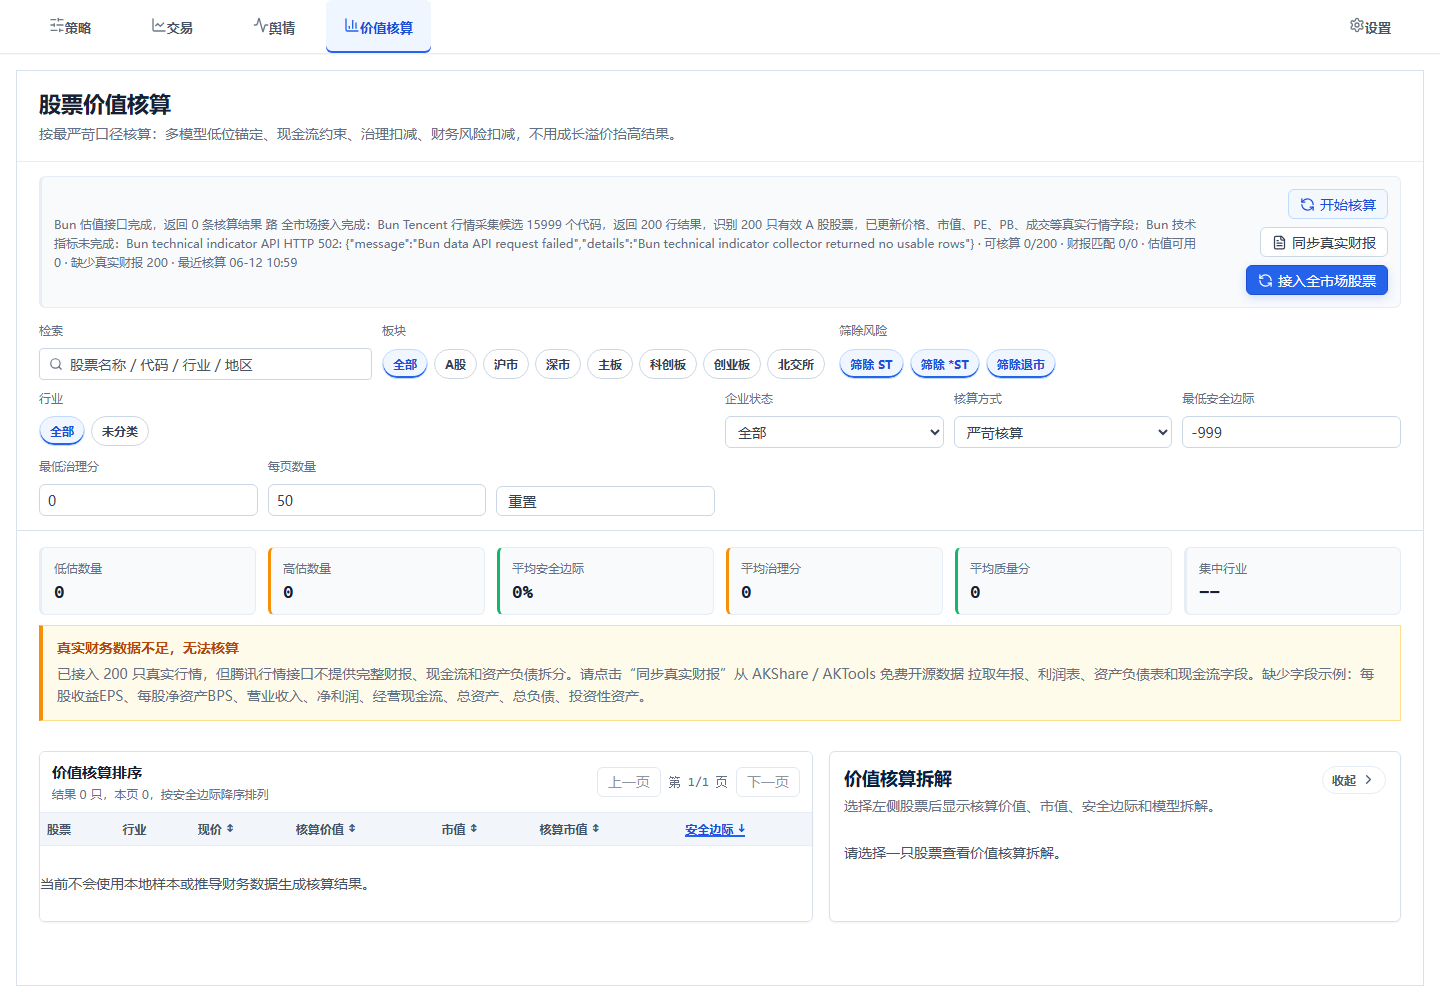 策略
交易
舆情
价值核算
设置
股票价值核算
按最严苛口径核算：多模型低位锚定、现金流约束、治理扣减、财务风险扣减，不用成长溢价抬高结果。
Bun 估值接口完成，返回 0 条核算结果 路 全市场接入完成；Bun Tencent 行情采集候选 15999 个代码，返回 200 行结果，识别 200 只有效 A 股股票，已更新价格、市值、PE、PB、成交等真实行情字段；Bun 技术
指标未完成：Bun technical indicator API HTTP 502: {"message":"Bun data API request failed","details":"Bun technical indicator collector returned no usable rows"} · 可核算 0/200 · 财报匹配 0/0 · 估值可用
0 · 缺少真实财报 200 · 最近核算 06-12 10:59
开始核算
同步真实财报
接入全市场股票
检索
板块
筛除风险
股票名称 / 代码 / 行业 / 地区
全部
A股
沪市
深市
主板
科创板
创业板
北交所
筛除 ST
筛除 *ST
筛除退市
行业
企业状态
核算方式
最低安全边际
全部
未分类
全部
严苛核算
-999
最低治理分
每页数量
0
50
重置
低估数量
0
高估数量
0
平均安全边际
0%
平均治理分
0
平均质量分
0
集中行业
--
真实财务数据不足，无法核算
已接入 200 只真实行情，但腾讯行情接口不提供完整财报、现金流和资产负债拆分。请点击“同步真实财报”从 AKShare / AKTools 免费开源数据 拉取年报、利润表、资产负债表和现金流字段。缺少字段示例：每
股收益EPS、每股净资产BPS、营业收入、净利润、经营现金流、总资产、总负债、投资性资产。
价值核算排序
结果 0 只，本页 0，按安全边际降序排列
上一页
第 1/1 页
下一页
股票
行业
现价
核算价值
市值
核算市值
安全边际
当前不会使用本地样本或推导财务数据生成核算结果。
价值核算拆解
收起
选择左侧股票后显示核算价值、市值、安全边际和模型拆解。
请选择一只股票查看价值核算拆解。